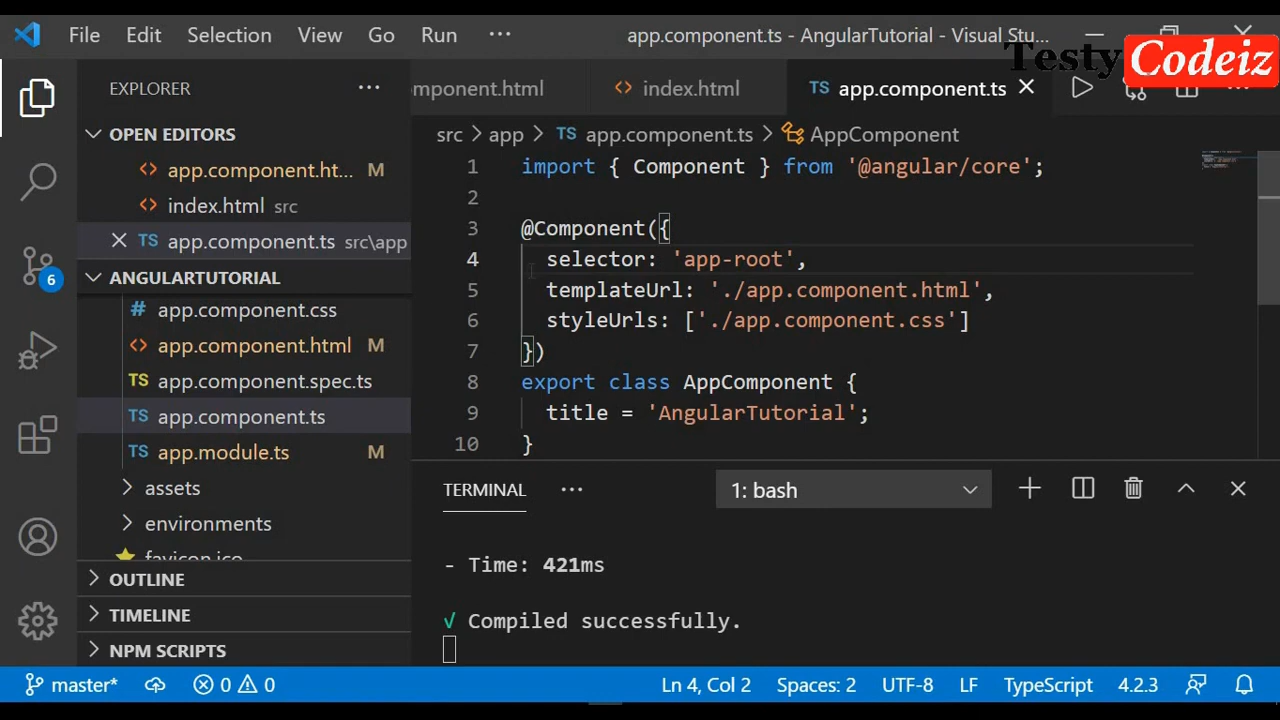 File Edit Selection View Go Run ··· app.component.ts - AngularTutorial - Visual Stu...
Testy Codeiz
EXPLORER ···
OPEN EDITORS
app.component.ht... M
index.html src
app.component.ts src\app
ANGULARTUTORIAL
app.component.css
app.component.html M
app.component.spec.ts
app.component.ts
app.module.ts M
assets
environments
favicon.ico
OUTLINE
TIMELINE
NPM SCRIPTS
omponent.html index.html TS app.component.ts
src > app > TS app.component.ts > AppComponent
1 import { Component } from '@angular/core';
2
3 @Component({
4 selector: 'app-root',
5 templateUrl: './app.component.html',
6 styleUrls: ['./app.component.css']
7 })
8 export class AppComponent {
9 title = 'AngularTutorial';
10 }
TERMINAL ··· 1: bash
- Time: 421ms
√ Compiled successfully.
6
master* 0 0 Ln 4, Col 2 Spaces: 2 UTF-8 LF TypeScript 4.2.3